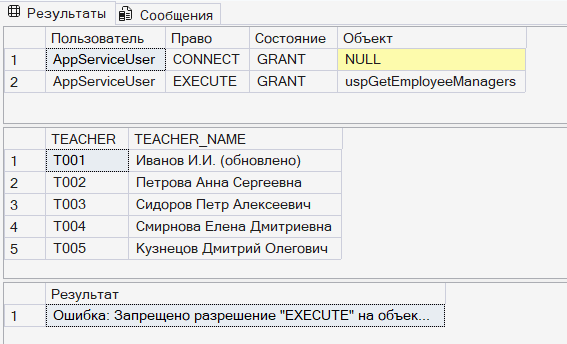 Результаты Сообщения
Пользователь Право Состояние Объект
1 AppServiceUser CONNECT GRANT NULL
2 AppServiceUser EXECUTE GRANT uspGetEmployeeManagers
TEACHER TEACHER_NAME
1 T001 Иванов И.И. (обновлено)
2 T002 Петрова Анна Сергеевна
3 T003 Сидоров Петр Алексеевич
4 T004 Смирнова Елена Дмитриевна
5 T005 Кузнецов Дмитрий Олегович
Результат
1 Ошибка: Запрещено разрешение "EXECUTE" на объек...